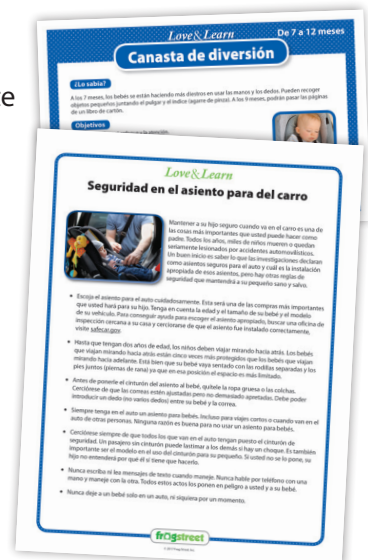 te
Love&Learn
De 7 a 12 meses
Canasta de diversión
¿Lo sabía?
A los 7 meses, los bebés se están haciendo más diestros en usar las manos y los dedos. Pueden recoger
objetos pequeños juntando el pulgar y el índice (agarre de pinza). A los 9 meses, podrán pasar las páginas
de un libro de cartón.
Objetivos
Love&Learn
Seguridad en el asiento para del carro
Mantener a su hijo seguro cuando va en el carro es una de
las cosas más importantes que usted puede hacer como
padre. Todos los años, miles de niños mueren o quedan
seriamente lesionados por accidentes automovilísticos.
Un buen inicio es saber lo que las investigaciones declaran
como asientos seguros para el auto y cuál es la instalación
apropiada de esos asientos, pero hay otras reglas de
seguridad que mantendrá a su pequeño sano y salvo.
• Escoja el asiento para el auto cuidadosamente. Esta será una de las compras más importantes
que usted hará para su hijo. Tenga en cuenta la edad y el tamaño de su bebé y el modelo
de su vehículo. Para conseguir ayuda para escoger el asiento apropiado, buscar una oficina de
inspección cercana a su casa y cerciorarse de que el asiento fue instalado correctamente,
visite safecar.gov.
• Hasta que tengan dos años de edad, los niños deben viajar mirando hacia atrás. Los bebés
que viajan mirando hacia atrás están cinco veces más protegidos que los bebés que viajan
mirando hacia adelante. Está bien que su bebé vaya sentado con las rodillas separadas y los
pies juntos (piernas de rana) ya que en esa posición el espacio es más limitado.
• Antes de ponerle el cinturón del asiento al bebé, quítele la ropa gruesa o las colchas.
Cerciórese de que las correas estén ajustadas pero no demasiado apretadas. Debe poder
introducir un dedo (no varios dedos) entre su bebé y la correa.
• Siempre tenga en el auto un asiento para bebés. Incluso para viajes cortos o cuando van en el
auto de otras personas. Ninguna razón es buena para no usar un asiento para bebés.
• Cerciórese siempre de que todos los que van en el auto tengan puesto el cinturón de
seguridad. Un pasajero sin cinturón puede lastimar a los demás si hay un choque. Es también
importante ser el modelo en el uso del cinturón para su pequeño. Si usted no se lo pone, su
hijo no entenderá por qué él si tiene que hacerlo.
• Nunca escriba ni lea mensajes de texto cuando maneje. Nunca hable por teléfono con una
mano y maneje con la otra. Todos estos actos los ponen en peligro a usted y a su bebé.
• Nunca deje a un bebé solo en un auto, ni siquiera por un momento.
frogstreet